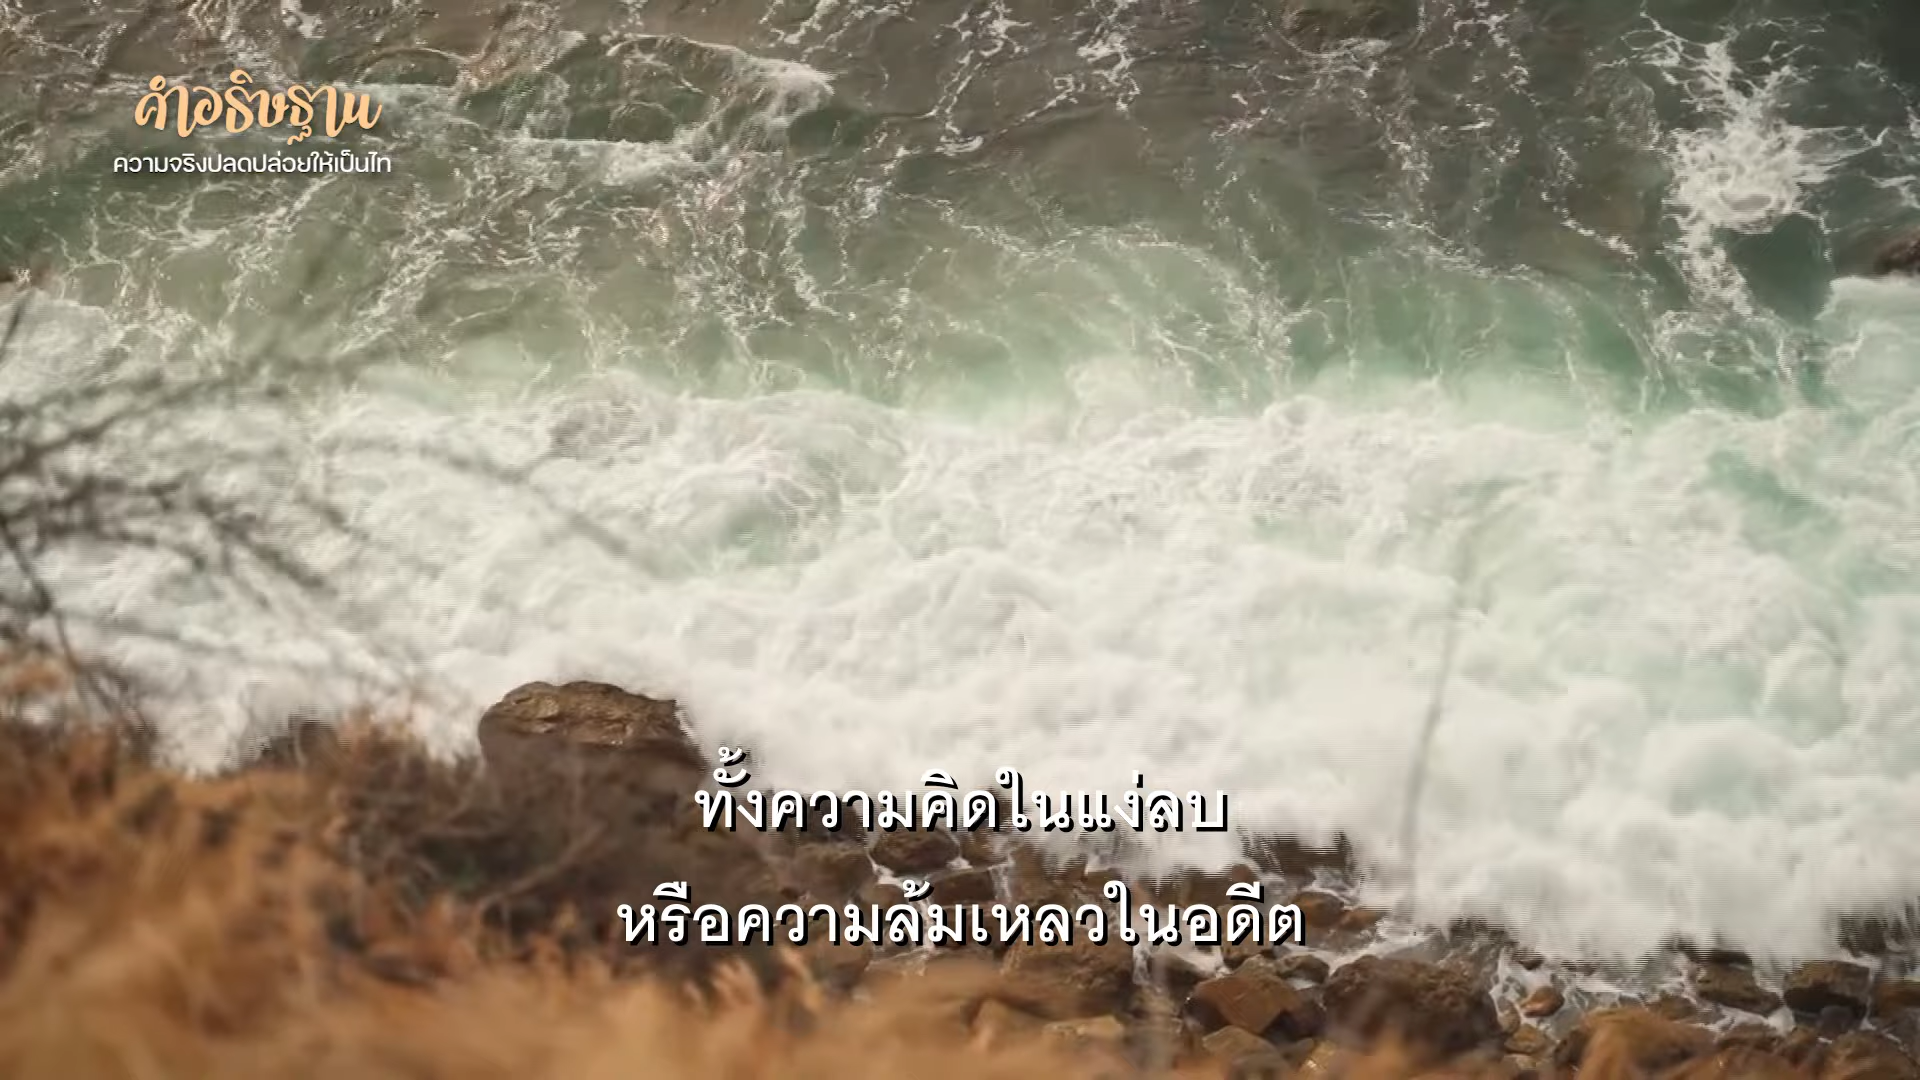 คำอธิษฐาน
ความจริงปลดปล่อยให้เป็นไท
ทั้งความคิดในแง่ลบ
หรือความล้มเหลวในอดีต